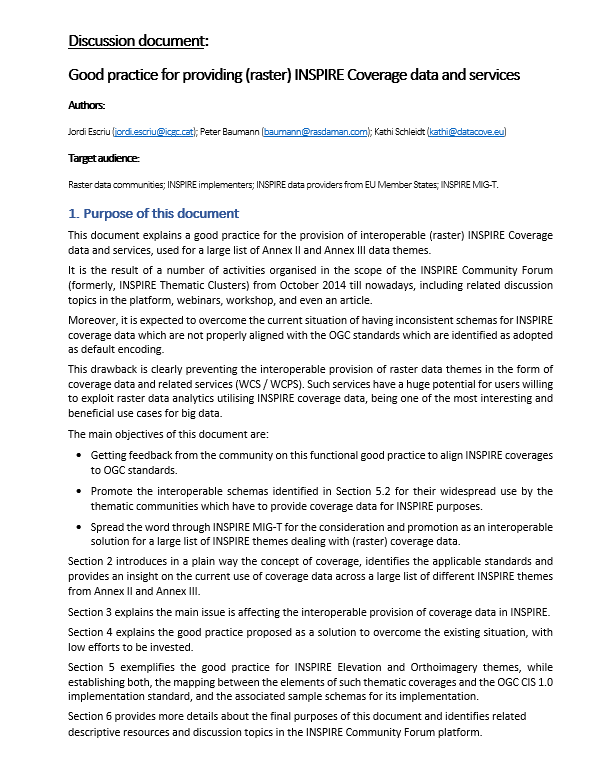 Discussion document:
Good practice for providing (raster) INSPIRE Coverage data and services
Authors:
Jordi Escriu (jordi.escriu@icgc.cat); Peter Baumann (baumann@rasdaman.com); Kathi Schleidt (kathi@datacove.eu)
Target audience:
Raster data communities; INSPIRE implementers; INSPIRE data providers from EU Member States; INSPIRE MIG-T.
1. Purpose of this document
This document explains a good practice for the provision of interoperable (raster) INSPIRE Coverage
data and services, used for a large list of Annex II and Annex III data themes.
It is the result of a number of activities organised in the scope of the INSPIRE Community Forum
(formerly, INSPIRE Thematic Clusters) from October 2014 till nowadays, including related discussion
topics in the platform, webinars, workshop, and even an article.
Moreover, it is expected to overcome the current situation of having inconsistent schemas for INSPIRE
coverage data which are not properly aligned with the OGC standards which are identified as adopted
as default encoding.
This drawback is clearly preventing the interoperable provision of raster data themes in the form of
coverage data and related services (WCS / WCPS). Such services have a huge potential for users willing
to exploit raster data analytics utilising INSPIRE coverage data, being one of the most interesting and
beneficial use cases for big data.
The main objectives of this document are:
• Getting feedback from the community on this functional good practice to align INSPIRE coverages
to OGC standards.
• Promote the interoperable schemas identified in Section 5.2 for their widespread use by the
thematic communities which have to provide coverage data for INSPIRE purposes.
• Spread the word through INSPIRE MIG-T for the consideration and promotion as an interoperable
solution for a large list of INSPIRE themes dealing with (raster) coverage data.
Section 2 introduces in a plain way the concept of coverage, identifies the applicable standards and
provides an insight on the current use of coverage data across a large list of different INSPIRE themes
from Annex II and Annex III.
Section 3 explains the main issue is affecting the interoperable provision of coverage data in INSPIRE.
Section 4 explains the good practice proposed as a solution to overcome the existing situation, with
low efforts to be invested.
Section 5 exemplifies the good practice for INSPIRE Elevation and Orthoimagery themes, while
establishing both, the mapping between the elements of such thematic coverages and the OGC CIS 1.0
implementation standard, and the associated sample schemas for its implementation.
Section 6 provides more details about the final purposes of this document and identifies related
descriptive resources and discussion topics in the INSPIRE Community Forum platform.